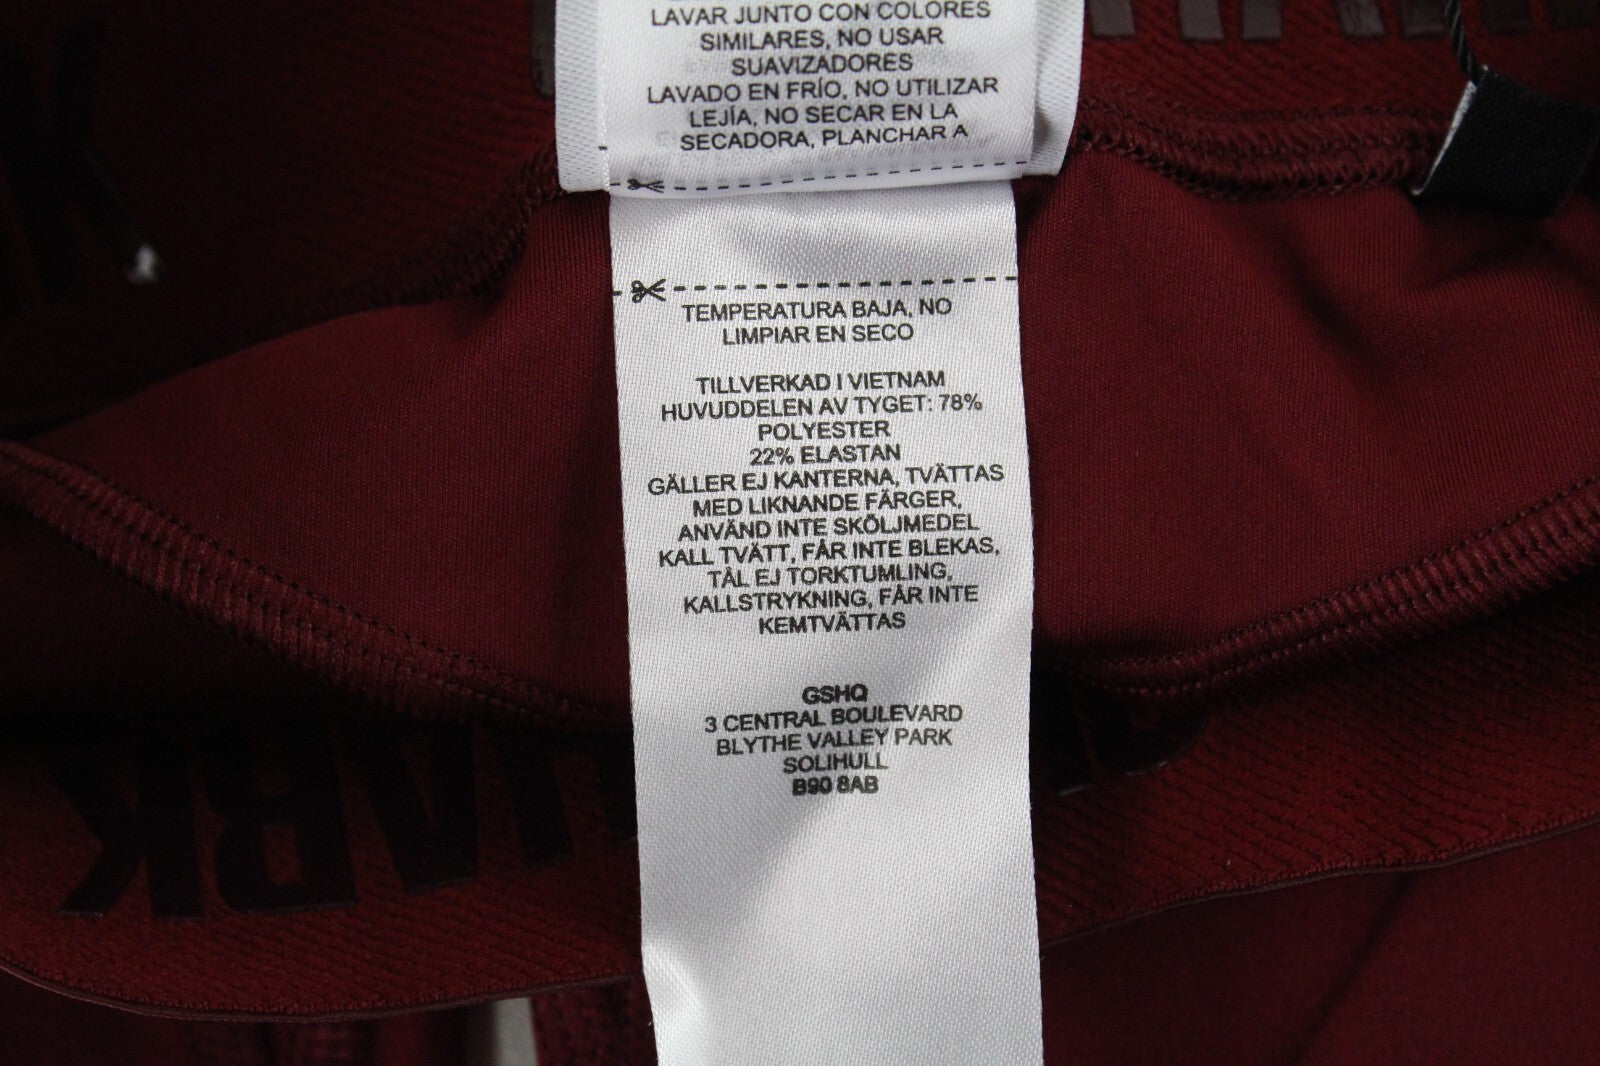 LAVAR JUNTO CON COLORES
SIMILARES, NO USAR
SUAVIZADORES
LAVADO EN FRÍO, NO UTILIZAR
LEJÍA, NO SECAR EN LA
SECADORA, PLANCHAR A
TEMPERATURA BAJA, NO
LIMPIAR EN SECO
TILLVERKAD I VIETNAM
HUVUDDELEN AV TYGET: 78%
POLYESTER
22% ELASTAN
GÄLLER EJ KANTERNA, TVÄTTAS
MED LIKNANDE FÄRGER,
ANVÄND INTE SKÖLJMEDEL
KALL TVÄTT, FÅR INTE BLEKAS,
TÅL EJ TORKTUMLING,
KALLSTRYKNING, FÅR INTE
KEMTVÄTTAS
GSHQ
3 CENTRAL BOULEVARD
BLYTHE VALLEY PARK
SOLIHULL
B90 8AB